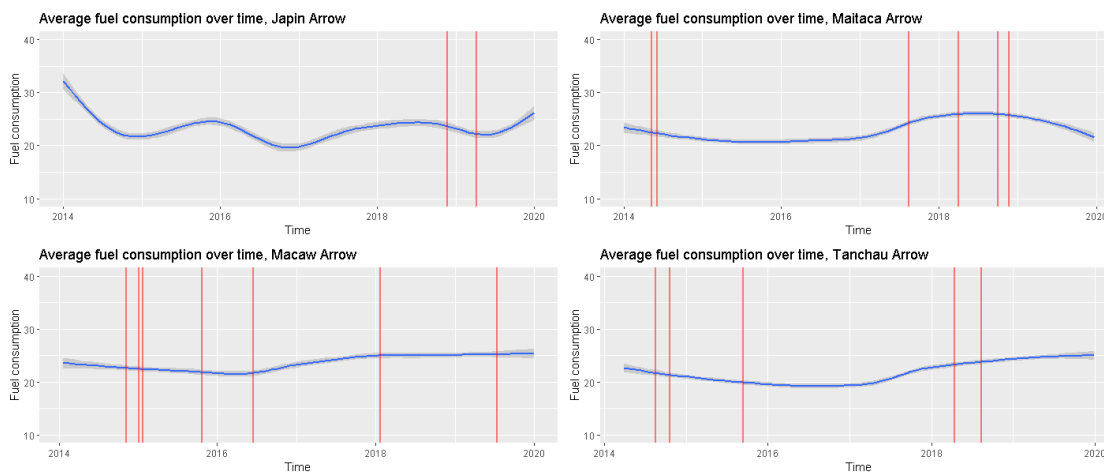 Average fuel consumption over time, Japin Arrow
Fuel consumption
40
30
20
10
2014 2016 2018 2020
Time
Average fuel consumption over time, Maitaca Arrow
Fuel consumption
40
30
20
10
2014 2016 2018 2020
Time
Average fuel consumption over time, Macaw Arrow
Fuel consumption
40
30
20
10
2014 2016 2018 2020
Time
Average fuel consumption over time, Tanchau Arrow
Fuel consumption
40
30
20
10
2014 2016 2018 2020
Time